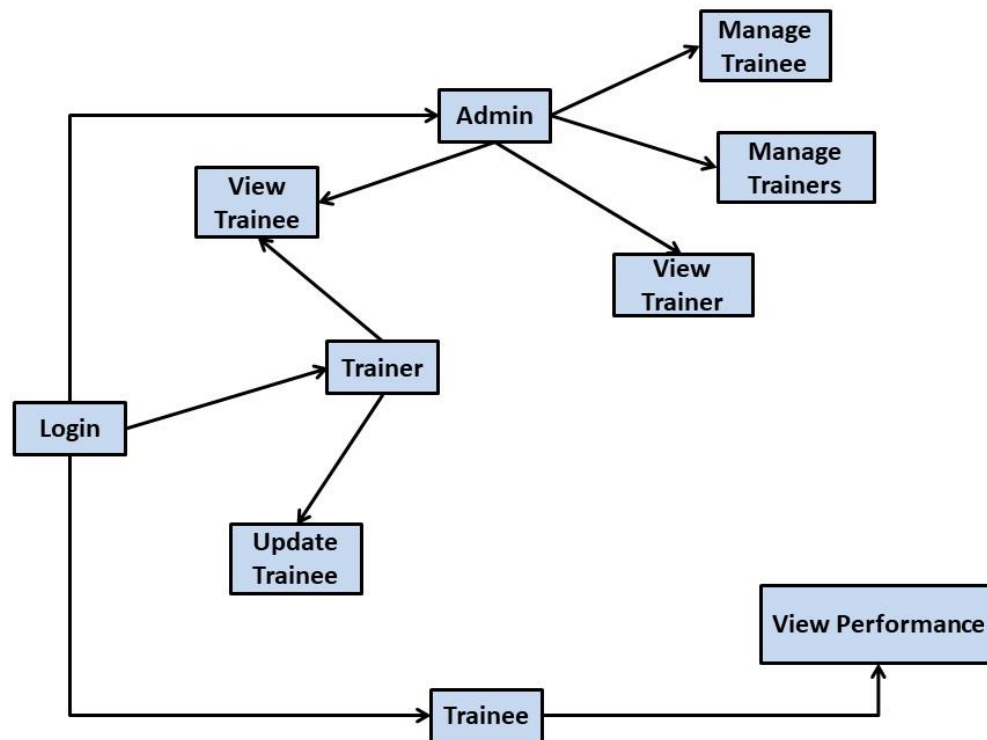 Manage
Trainee
Admin
Manage
Trainers
View
Trainee
View
Trainer
Trainer
Login
Update
Trainee
View Performance
Trainee